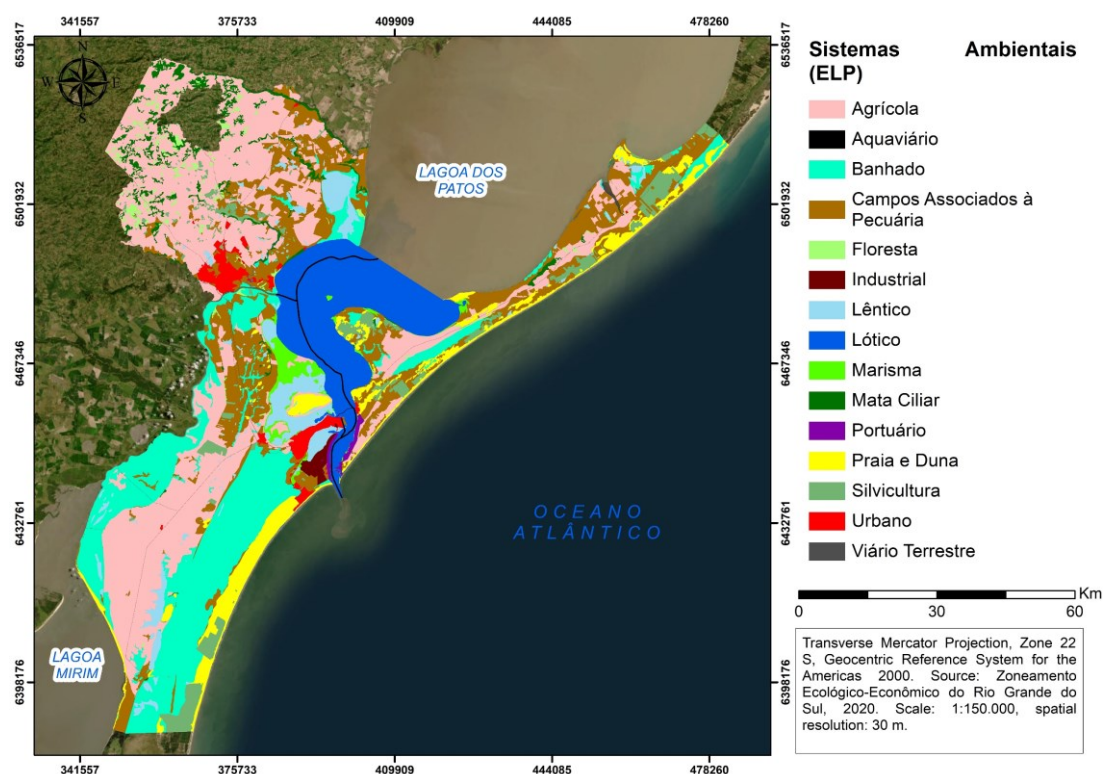 341557 375733 409909 444085 478260
6536517 6536517
N
W E
S
LAGOA DOS
PATOS
6501932 6501932
6467346 6467346
OCEANO
ATLÂNTICO
6432761 6432761
LAGOA
MIRIM
6398176 6398176
341557 375733 409909 444085 478260
Sistemas Ambientais
(ELP)
Agrícola
Aquaviário
Banhado
Campos Associados à
Pecuária
Floresta
Industrial
Lêntico
Lótico
Marisma
Mata Ciliar
Portuário
Praia e Duna
Silvicultura
Urbano
Viário Terrestre
Km
0 30 60
Transverse Mercator Projection, Zone 22
S, Geocentric Reference System for the
Americas 2000. Source: Zoneamento
Ecológico-Econômico do Rio Grande do
Sul, 2020. Scale: 1:150.000, spatial
resolution: 30 m.